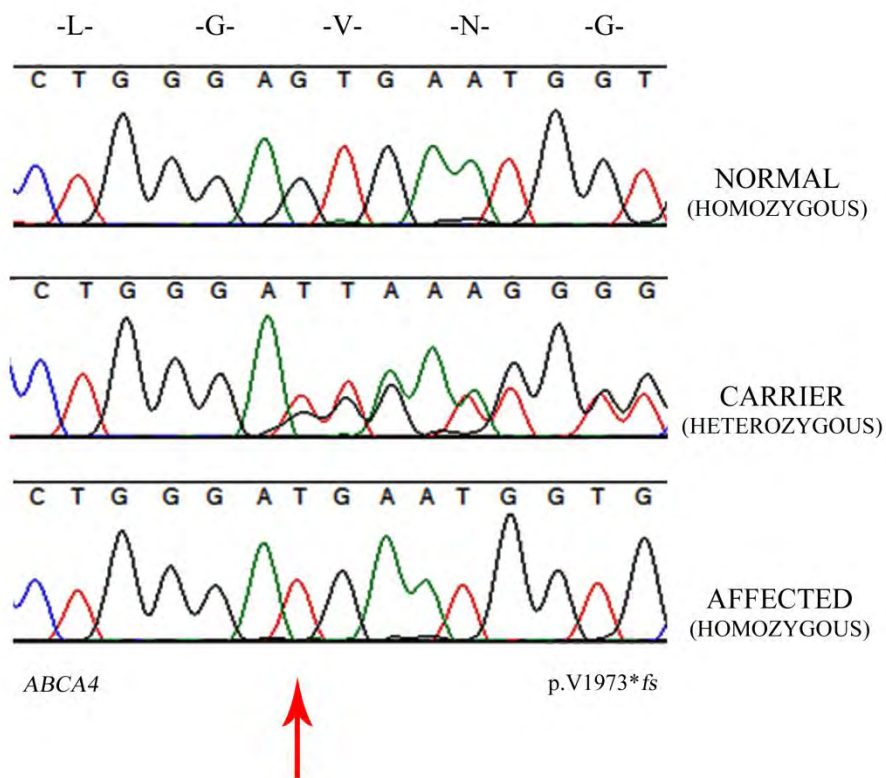 -L- -G- -V- -N- -G-
C T G G G A G T G A A T G G T
NORMAL
(HOMOZYGOUS)
C T G G G A T T A A A G G G G
CARRIER
(HETEROZYGOUS)
C T G G G A T G A A T G G T G
AFFECTED
(HOMOZYGOUS)
ABCA4 p.V1973*fs